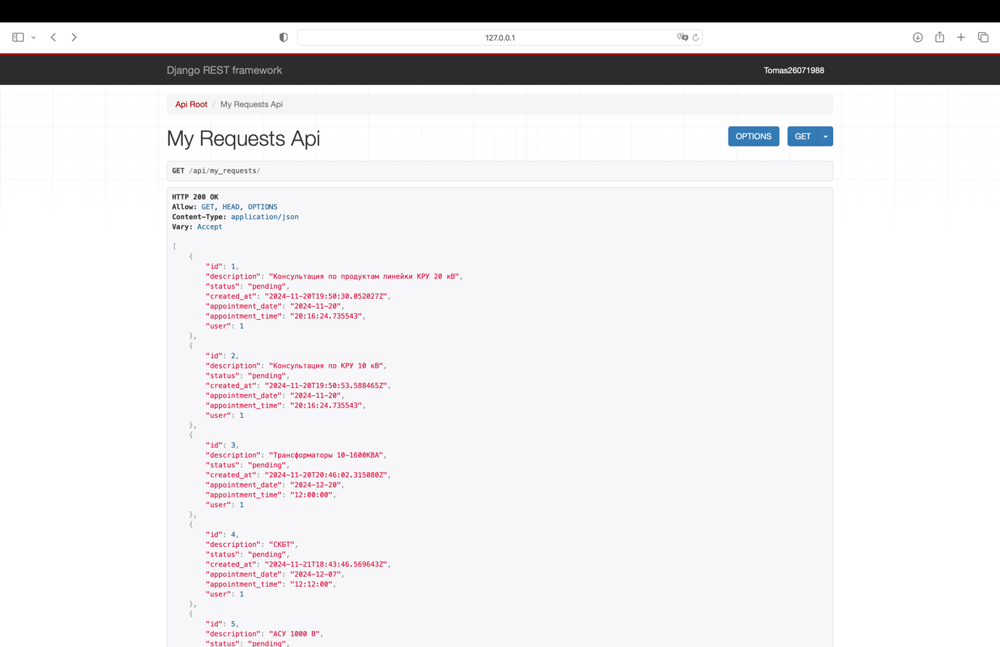 127.0.0.1
Django REST framework
Tomas26071988
Api Root / My Requests Api
My Requests Api
OPTIONS
GET
GET /api/my_requests/
HTTP 200 OK
Allow: GET, HEAD, OPTIONS
Content-Type: application/json
Vary: Accept
[
{
"id": 1,
"description": "Консультация по продуктам линейки КРУ 20 кВ",
"status": "pending",
"created_at": "2024-11-20T19:50:30.052027Z",
"appointment_date": "2024-11-20",
"appointment_time": "20:16:24.735543",
"user": 1
},
{
"id": 2,
"description": "Консультация по КРУ 10 кВ",
"status": "pending",
"created_at": "2024-11-20T19:50:53.588465Z",
"appointment_date": "2024-11-20",
"appointment_time": "20:16:24.735543",
"user": 1
},
{
"id": 3,
"description": "Трансформаторы 10-1600КВА",
"status": "pending",
"created_at": "2024-11-20T20:46:02.315080Z",
"appointment_date": "2024-12-20",
"appointment_time": "12:00:00",
"user": 1
},
{
"id": 4,
"description": "СКБТ",
"status": "pending",
"created_at": "2024-11-21T18:43:46.569643Z",
"appointment_date": "2024-12-07",
"appointment_time": "12:12:00",
"user": 1
},
{
"id": 5,
"description": "АСУ 1000 В",
"status": "pending",